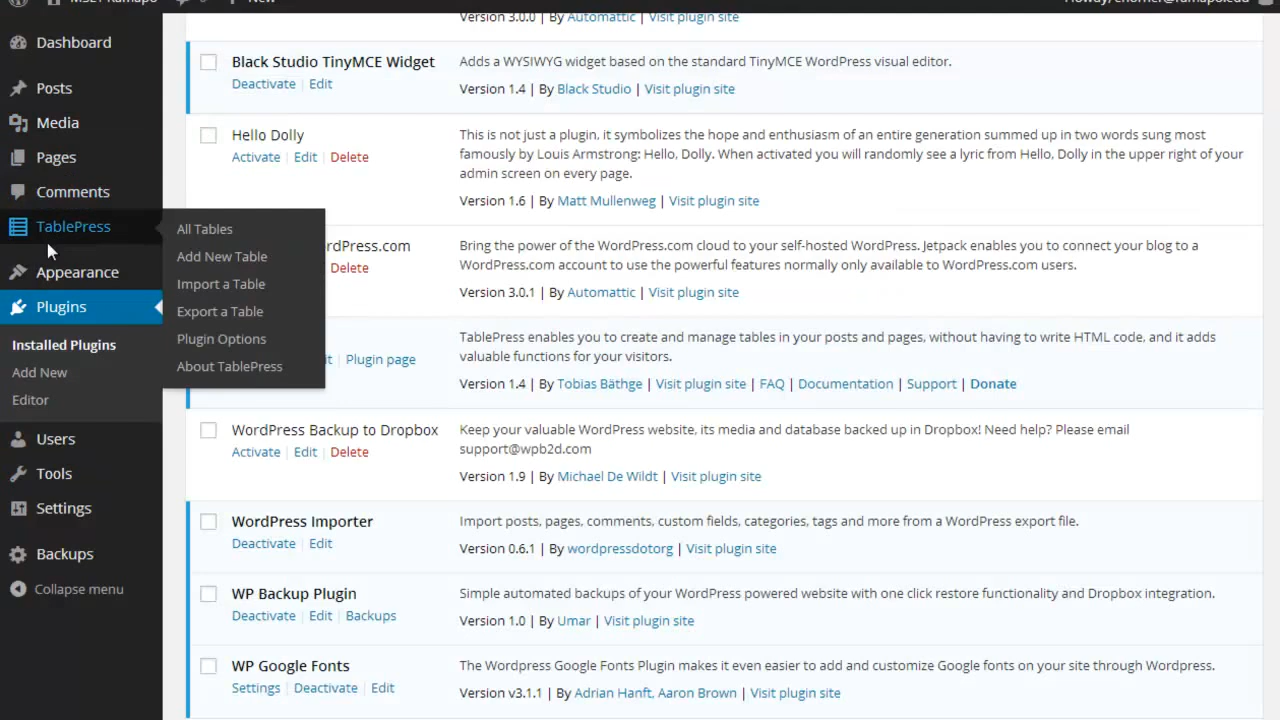 New
Version 3.0.0 | By Automattic | Visit plugin site
Dashboard
Posts
Media
Pages
Comments
TablePress
Appearance
Plugins
Installed Plugins
Add New
Editor
Users
Tools
Settings
Backups
Collapse menu
All Tables
Add New Table
Import a Table
Export a Table
Plugin Options
About TablePress
Black Studio TinyMCE Widget
Deactivate | Edit
Adds a WYSIWYG widget based on the standard TinyMCE WordPress visual editor.
Version 1.4 | By Black Studio | Visit plugin site
Hello Dolly
Activate | Edit | Delete
This is not just a plugin, it symbolizes the hope and enthusiasm of an entire generation summed up in two words sung most
famously by Louis Armstrong: Hello, Dolly. When activated you will randomly see a lyric from Hello, Dolly in the upper right of your
admin screen on every page.
Version 1.6 | By Matt Mullenweg | Visit plugin site
rdPress.com
Delete
Bring the power of the WordPress.com cloud to your self-hosted WordPress. Jetpack enables you to connect your blog to a
WordPress.com account to use the powerful features normally only available to WordPress.com users.
Version 3.0.1 | By Automattic | Visit plugin site
it | Plugin page
TablePress enables you to create and manage tables in your posts and pages, without having to write HTML code, and it adds
valuable functions for your visitors.
Version 1.4 | By Tobias Bäthge | Visit plugin site | FAQ | Documentation | Support | Donate
WordPress Backup to Dropbox
Activate | Edit | Delete
Keep your valuable WordPress website, its media and database backed up in Dropbox! Need help? Please email
support@wpb2d.com
Version 1.9 | By Michael De Wildt | Visit plugin site
WordPress Importer
Deactivate | Edit
Import posts, pages, comments, custom fields, categories, tags and more from a WordPress export file.
Version 0.6.1 | By wordpressdotorg | Visit plugin site
WP Backup Plugin
Deactivate | Edit | Backups
Simple automated backups of your WordPress powered website with one click restore functionality and Dropbox integration.
Version 1.0 | By Umar | Visit plugin site
WP Google Fonts
Settings | Deactivate | Edit
The Wordpress Google Fonts Plugin makes it even easier to add and customize Google fonts on your site through Wordpress.
Version v3.1.1 | By Adrian Hanft, Aaron Brown | Visit plugin site